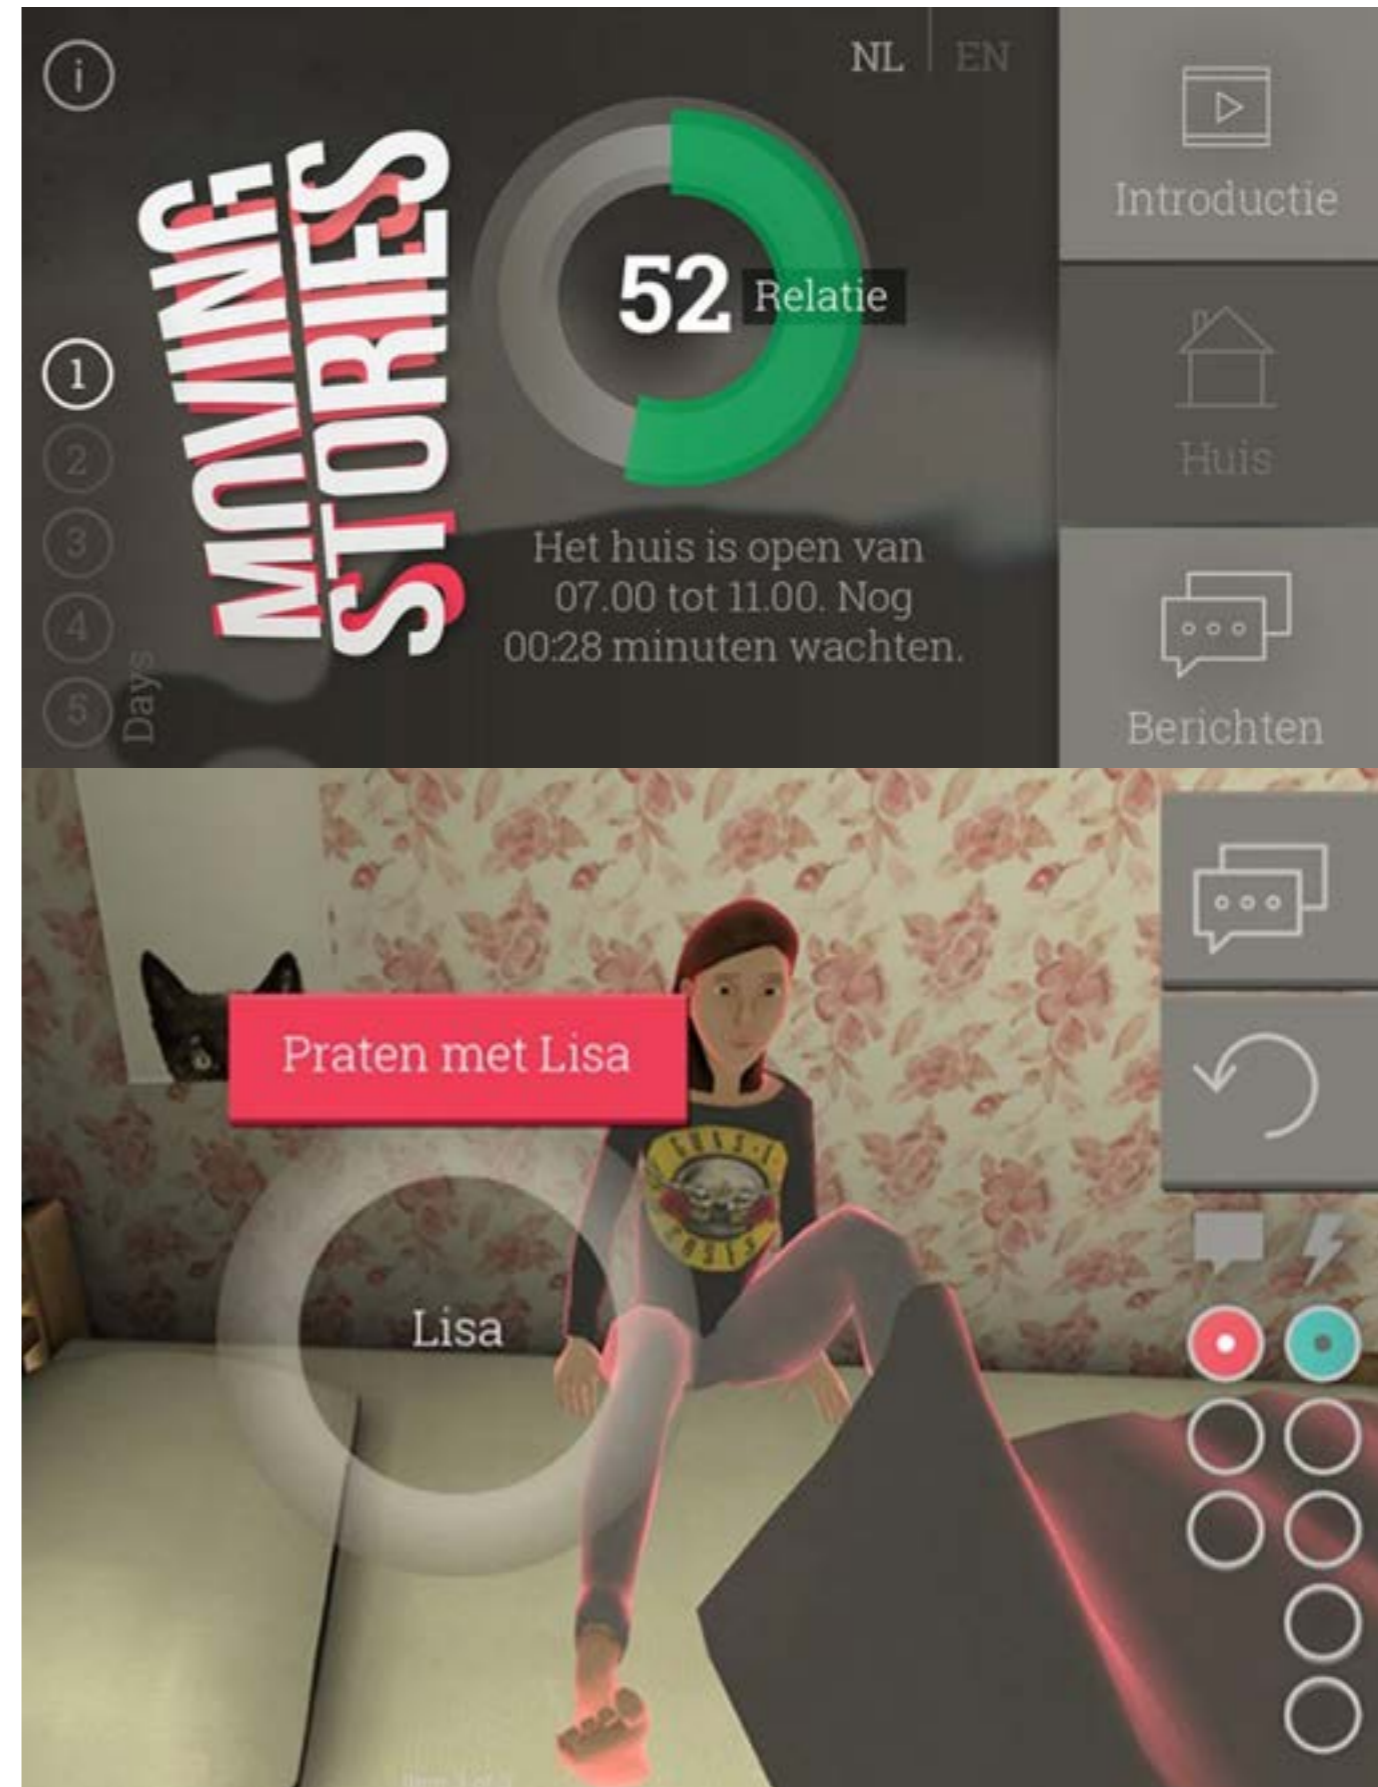 i
NL | EN
MOVING
STORIES
52 Relatie
Introductie
Huis
Berichten
1
2
3
4
5
Days
Het huis is open van
07.00 tot 11.00. Nog
00:28 minuten wachten.
Praten met Lisa
Lisa
GUNS